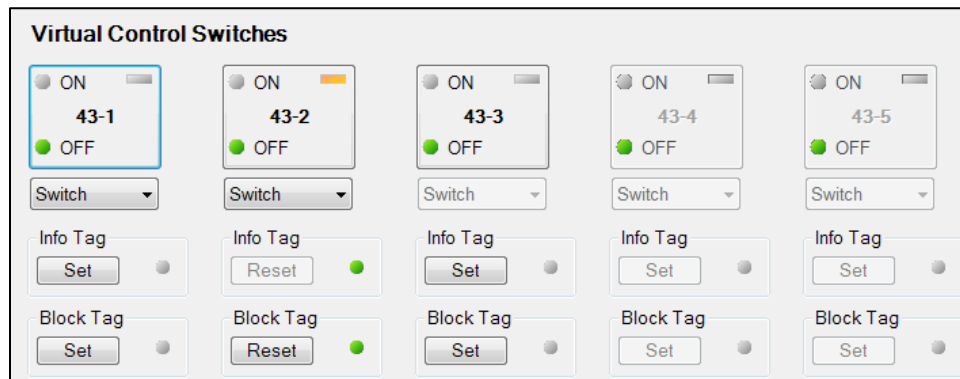 Virtual Control Switches
ON ON ON ON ON
43-1 43-2 43-3 43-4 43-5
OFF OFF OFF OFF OFF
Switch Switch Switch Switch Switch
Info Tag Info Tag Info Tag Info Tag Info Tag
Set Reset Set Set Set
Block Tag Block Tag Block Tag Block Tag Block Tag
Set Reset Set Set Set